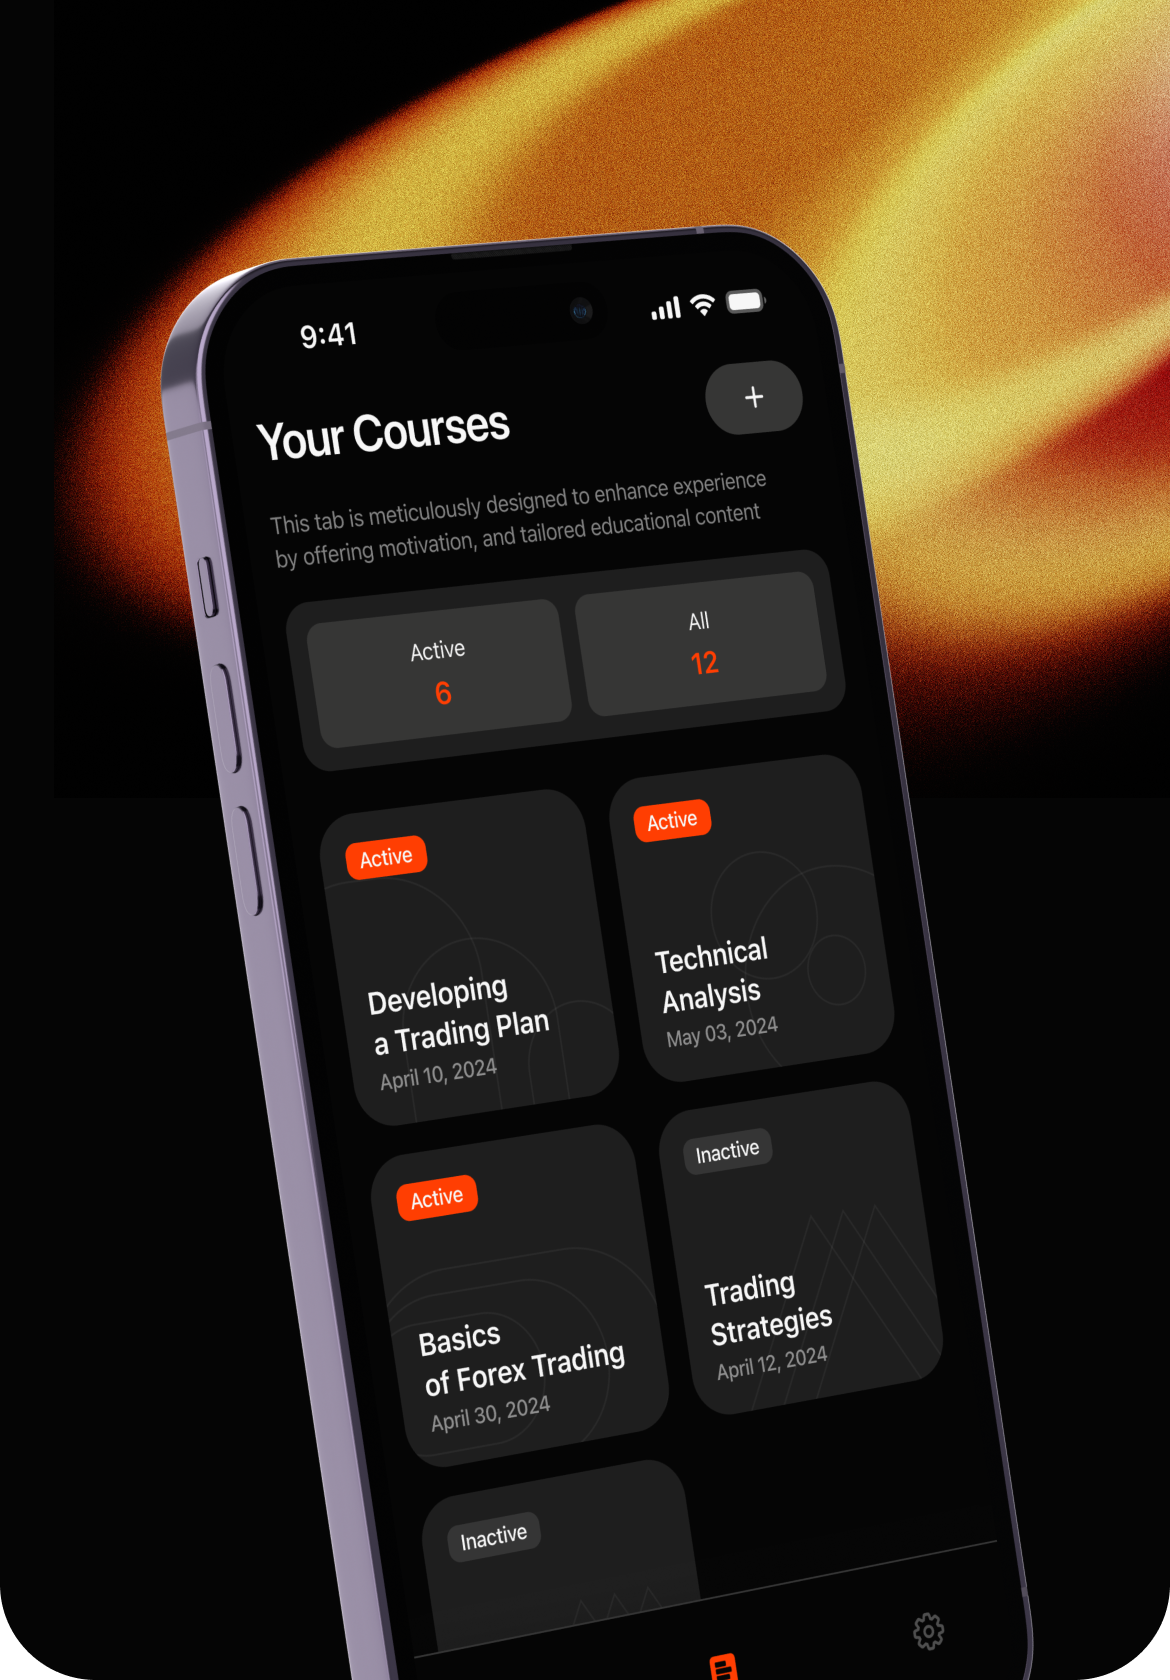 9:41
Your Courses
This tab is meticulously designed to enhance experience
by offering motivation, and tailored educational content
Active
6
All
12
Active
Developing
a Trading Plan
April 10, 2024
Active
Technical
Analysis
May 03, 2024
Active
Basics
of Forex Trading
April 30, 2024
Inactive
Trading
Strategies
April 12, 2024
Inactive